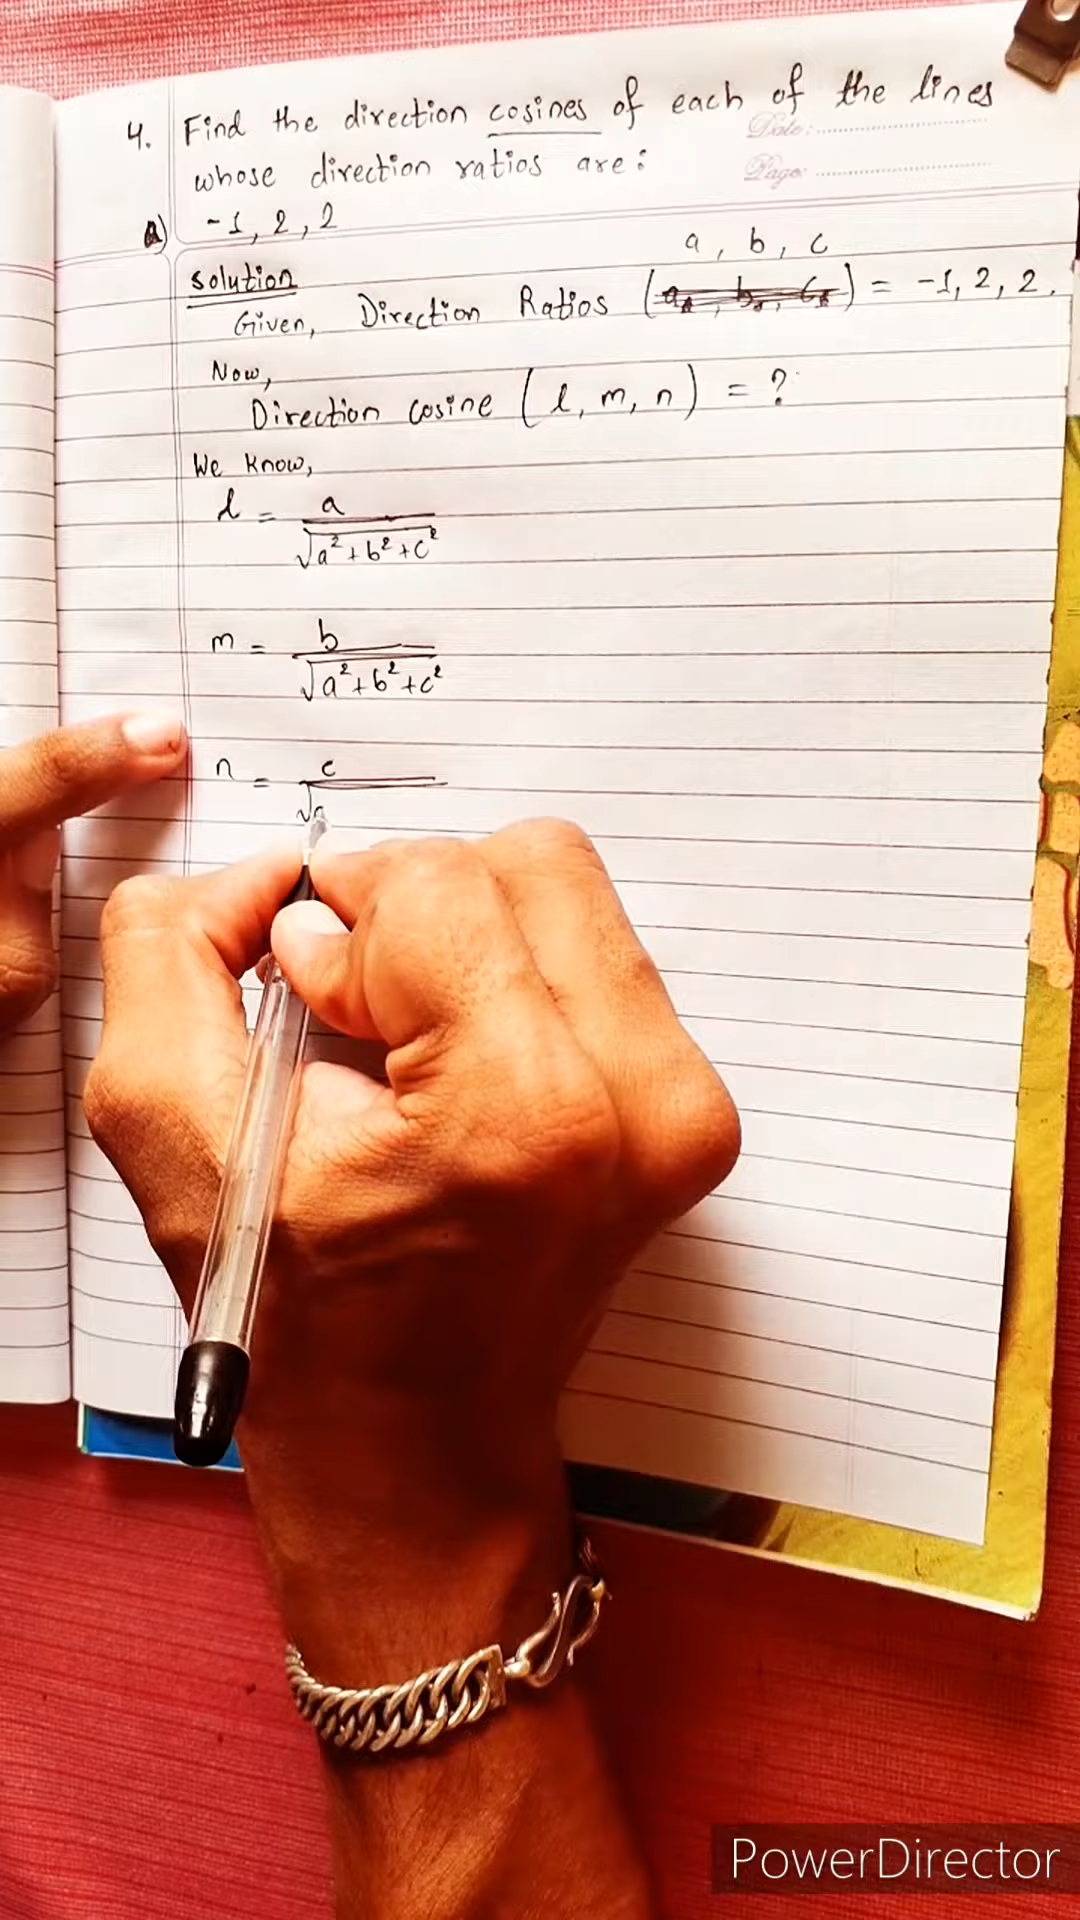 4. Find the direction cosines of each of the lines
Date:
whose direction ratios are:
Page:
a) -1, 2, 2
solution
a, b, c
Given, Direction Ratios ( ) = -1, 2, 2.
Now,
Direction cosine (l, m, n) = ?
We know,
l = a
√a²+b²+c²
m = b
√a²+b²+c²
n = c
√a
PowerDirector